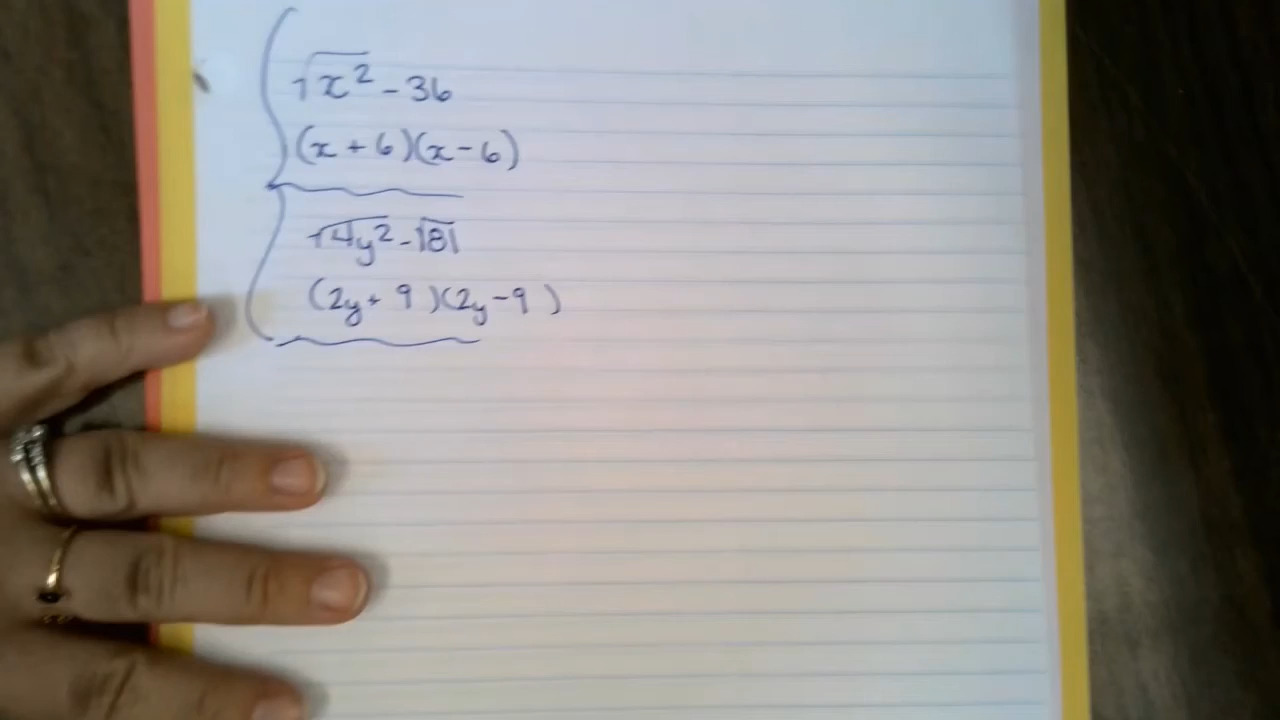 √x² - 36
(x + 6)(x - 6)
√4y² - √81
(2y + 9)(2y - 9)